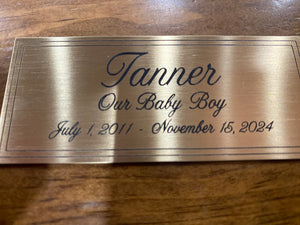 Tanner
Our Baby Boy
July 1, 2011 - November 15, 2024